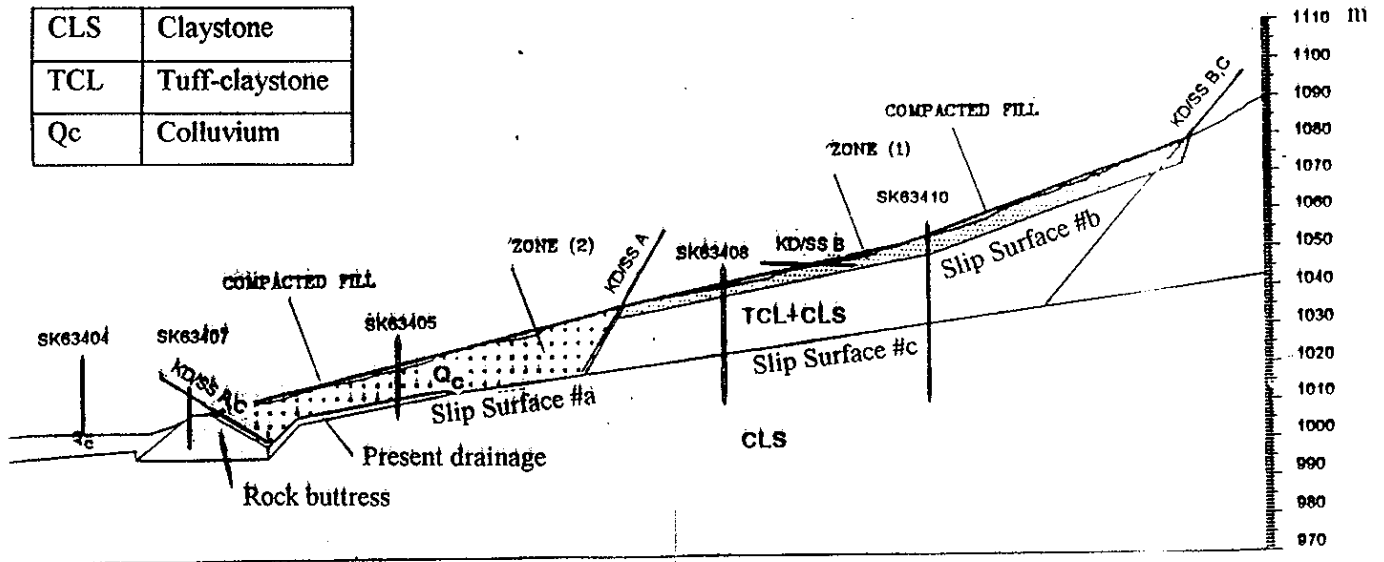 CLS Claystone
TCL Tuff-claystone
Qc Colluvium
1110 m
1100
1090
1080
1070
1060
1050
1040
1030
1020
1010
1000
990
980
970
KD/SS B,C
COMPACTED FILL
ZONE (1)
SK63410
Slip Surface #b
KD/SS B
SK63408
KD/SS A
ZONE (2)
COMPACTED FILL
TCL+CLS
Slip Surface #c
SK63404
SK63407
SK63405
KD/SS A,C
Qc
Slip Surface #a
Qc
CLS
Present drainage
Rock buttress